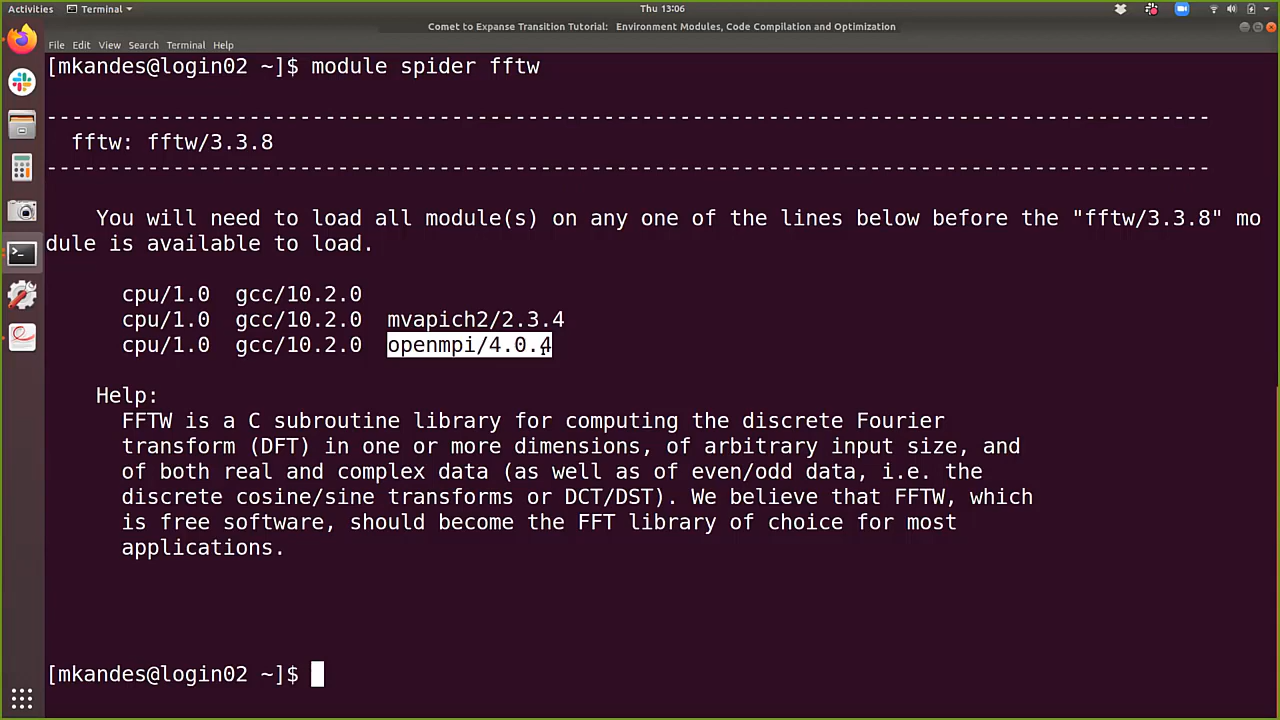 Activities Terminal Thu 13:06
Comet to Expanse Transition Tutorial: Environment Modules, Code Compilation and Optimization
File Edit View Search Terminal Help
[mkandes@login02 ~]$ module spider fftw
--------------------------------------------------------------------------------------------
fftw: fftw/3.3.8
--------------------------------------------------------------------------------------------
You will need to load all module(s) on any one of the lines below before the "fftw/3.3.8" mo
dule is available to load.
cpu/1.0 gcc/10.2.0
cpu/1.0 gcc/10.2.0 mvapich2/2.3.4
cpu/1.0 gcc/10.2.0 openmpi/4.0.4
Help:
FFTW is a C subroutine library for computing the discrete Fourier
transform (DFT) in one or more dimensions, of arbitrary input size, and
of both real and complex data (as well as of even/odd data, i.e. the
discrete cosine/sine transforms or DCT/DST). We believe that FFTW, which
is free software, should become the FFT library of choice for most
applications.
[mkandes@login02 ~]$